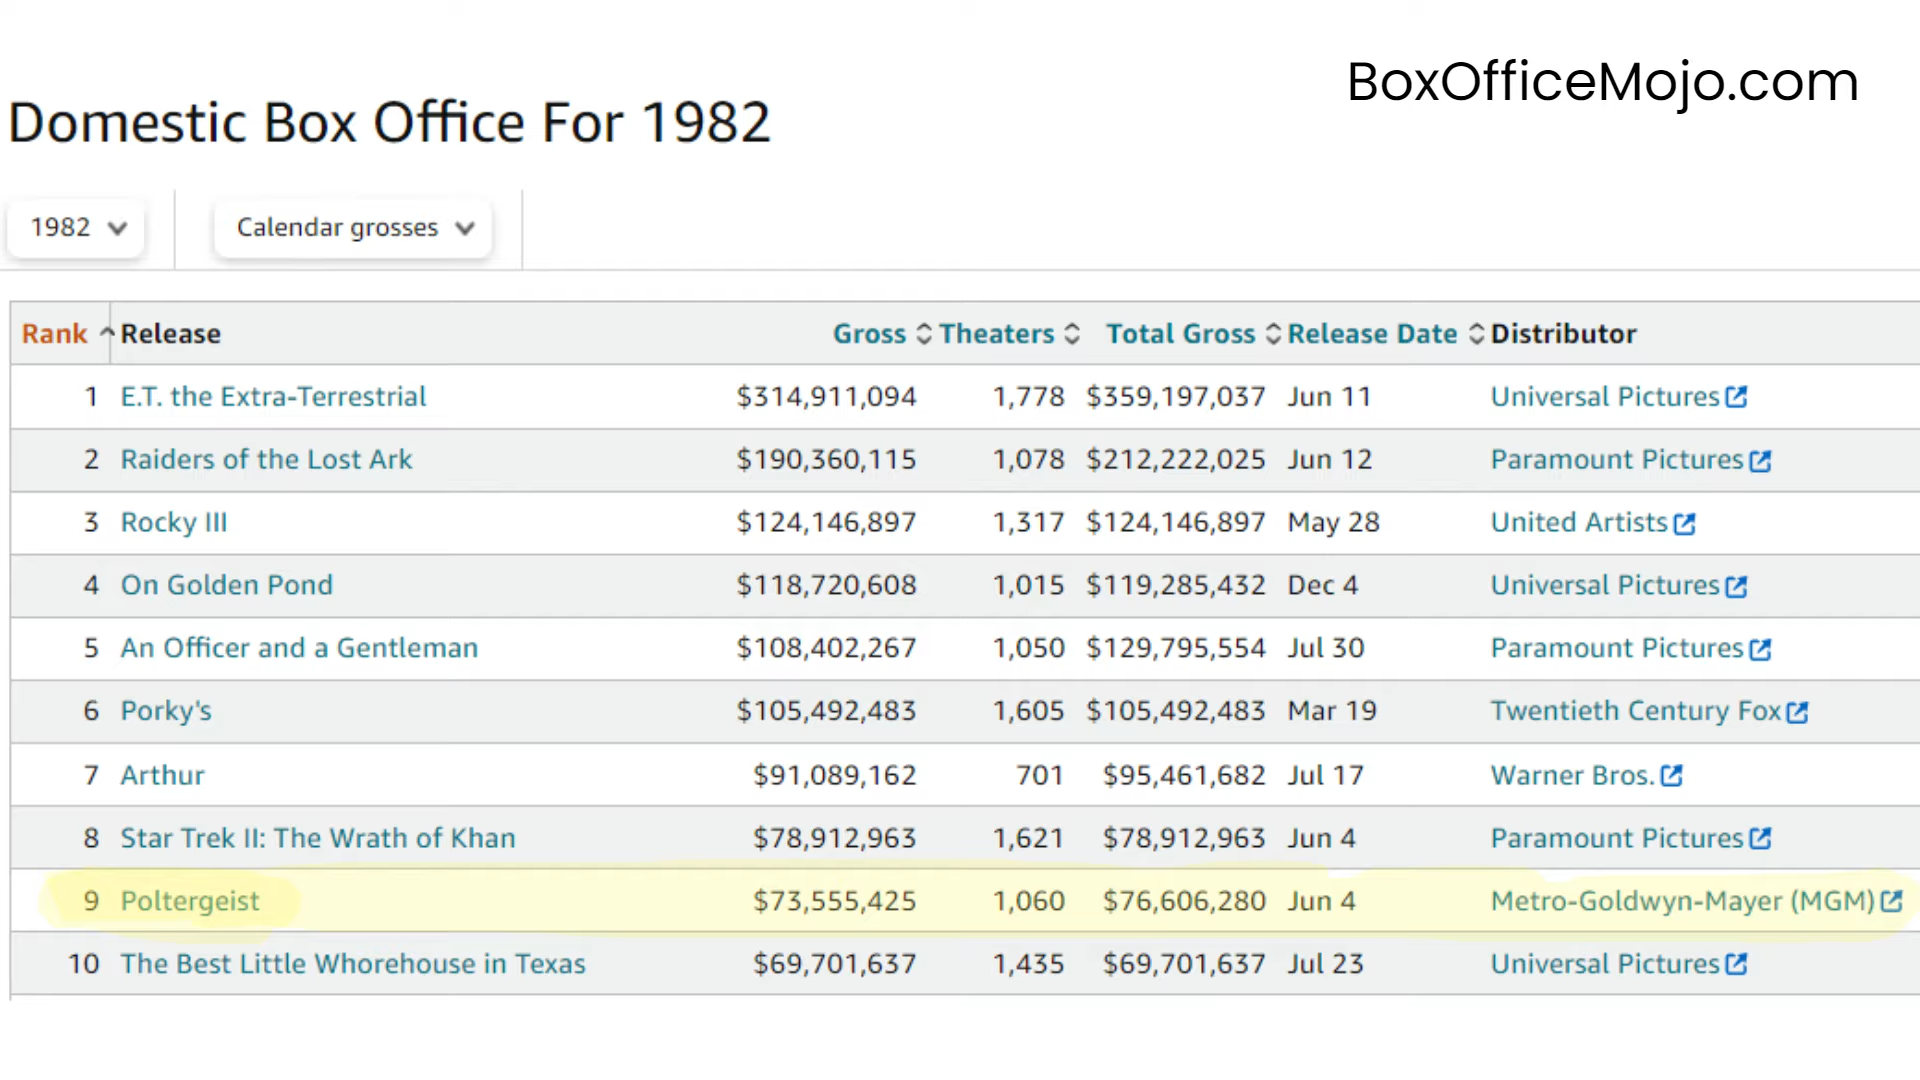 BoxOfficeMojo.com
Domestic Box Office For 1982
1982 Calendar grosses
Rank Release Gross Theaters Total Gross Release Date Distributor
1 E.T. the Extra-Terrestrial $314,911,094 1,778 $359,197,037 Jun 11 Universal Pictures
2 Raiders of the Lost Ark $190,360,115 1,078 $212,222,025 Jun 12 Paramount Pictures
3 Rocky III $124,146,897 1,317 $124,146,897 May 28 United Artists
4 On Golden Pond $118,720,608 1,015 $119,285,432 Dec 4 Universal Pictures
5 An Officer and a Gentleman $108,402,267 1,050 $129,795,554 Jul 30 Paramount Pictures
6 Porky's $105,492,483 1,605 $105,492,483 Mar 19 Twentieth Century Fox
7 Arthur $91,089,162 701 $95,461,682 Jul 17 Warner Bros.
8 Star Trek II: The Wrath of Khan $78,912,963 1,621 $78,912,963 Jun 4 Paramount Pictures
9 Poltergeist $73,555,425 1,060 $76,606,280 Jun 4 Metro-Goldwyn-Mayer (MGM)
10 The Best Little Whorehouse in Texas $69,701,637 1,435 $69,701,637 Jul 23 Universal Pictures